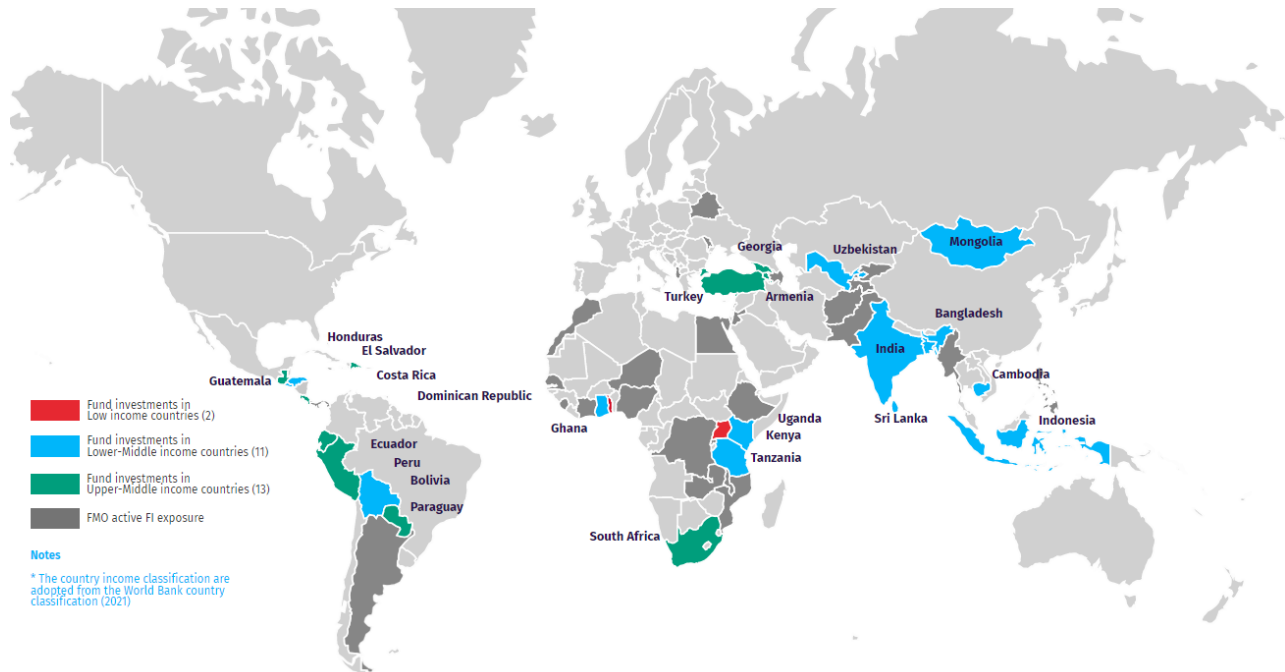 Georgia
Uzbekistan
Mongolia
Turkey
Armenia
Bangladesh
Honduras
El Salvador
India
Guatemala
Costa Rica
Cambodia
Dominican Republic
Sri Lanka
Indonesia
Ghana
Uganda
Kenya
Tanzania
Ecuador
Peru
Bolivia
Paraguay
South Africa
Fund investments in
Low income countries (2)
Fund investments in
Lower-Middle income countries (11)
Fund investments in
Upper-Middle income countries (13)
FMO active FI exposure
Notes
* The country income classification are
adopted from the World Bank country
classification (2021)